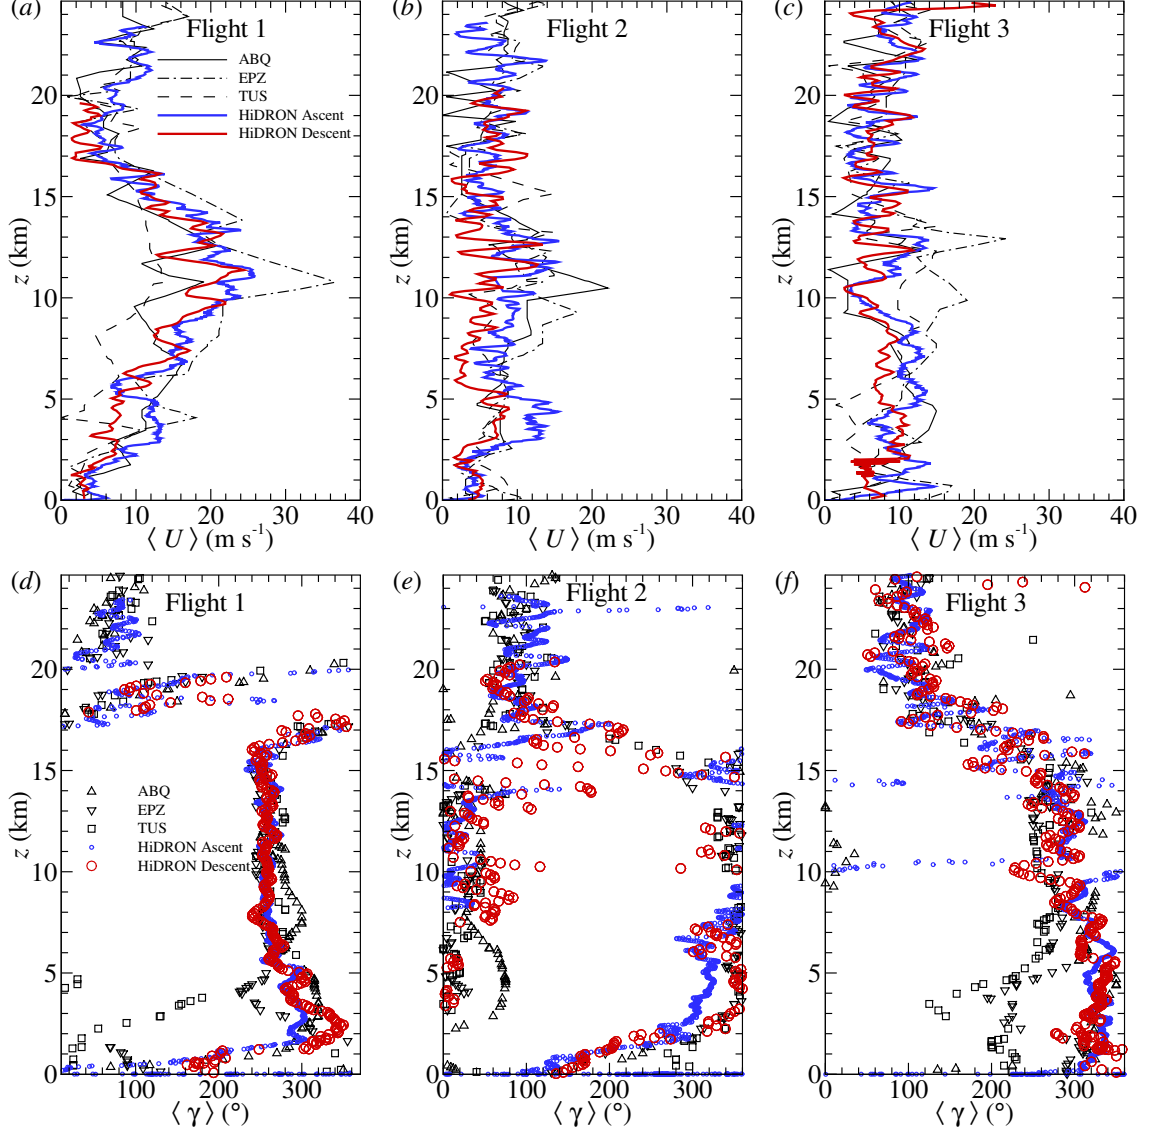 (a)
Flight 1
ABQ
EPZ
TUS
HiDRON Ascent
HiDRON Descent
z (km)
20
15
10
5
0
0 10 20 30 40
⟨ U ⟩ (m s⁻¹)
(b)
Flight 2
z (km)
20
15
10
5
0
0 10 20 30 40
⟨ U ⟩ (m s⁻¹)
(c)
Flight 3
z (km)
20
15
10
5
0
0 10 20 30 40
⟨ U ⟩ (m s⁻¹)
(d)
Flight 1
ABQ
EPZ
TUS
HiDRON Ascent
HiDRON Descent
z (km)
20
15
10
5
0
100 200 300
⟨ γ ⟩ (°)
(e)
Flight 2
z (km)
20
15
10
5
0
0 100 200 300
⟨ γ ⟩ (°)
(f)
Flight 3
z (km)
20
15
10
5
0
0 100 200 300
⟨ γ ⟩ (°)